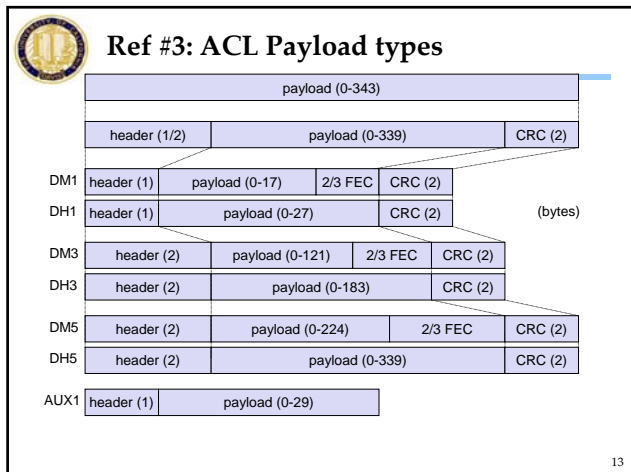 Ref #3: ACL Payload types
payload (0-343)
header (1/2) payload (0-339) CRC (2)
DM1 header (1) payload (0-17) 2/3 FEC CRC (2)
DH1 header (1) payload (0-27) CRC (2) (bytes)
DM3 header (2) payload (0-121) 2/3 FEC CRC (2)
DH3 header (2) payload (0-183) CRC (2)
DM5 header (2) payload (0-224) 2/3 FEC CRC (2)
DH5 header (2) payload (0-339) CRC (2)
AUX1 header (1) payload (0-29)
13